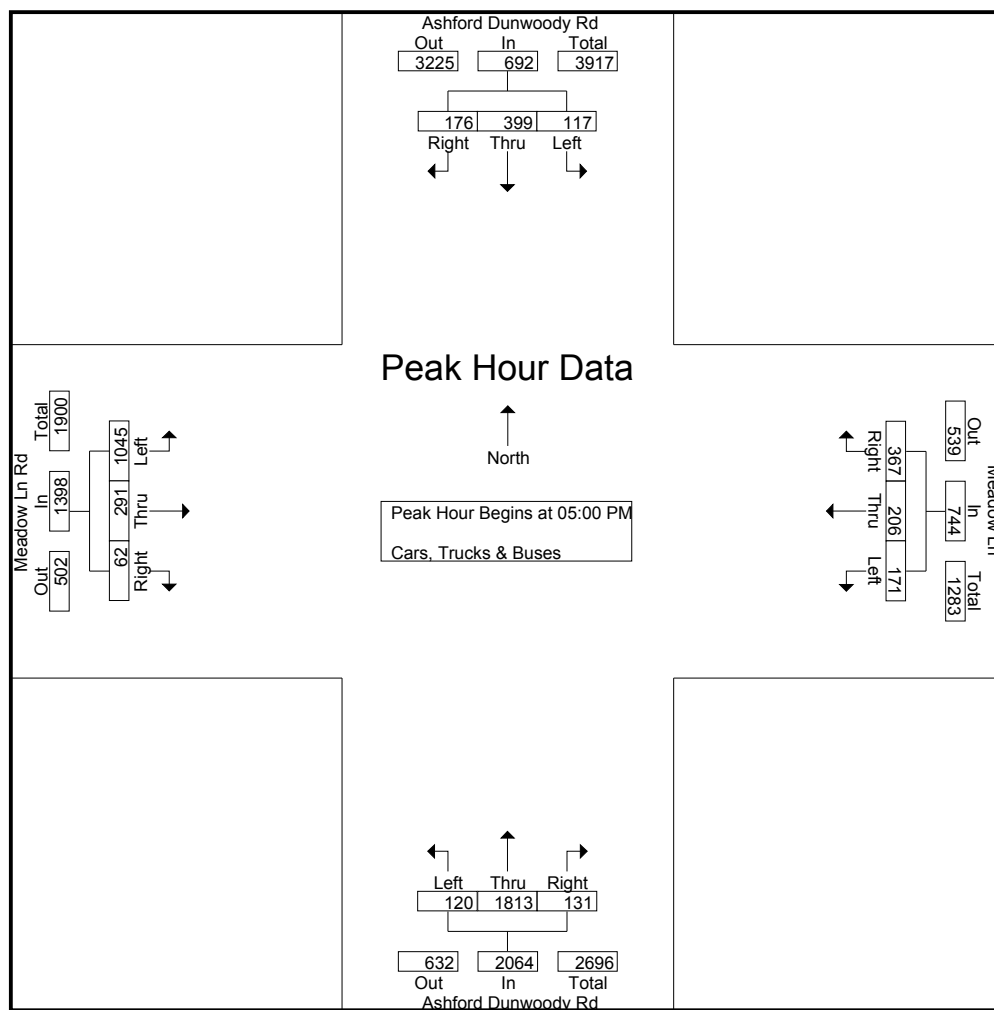 Ashford Dunwoody Rd
Out In Total
3225 692 3917
176 399 117
Right Thru Left
Peak Hour Data
North
Peak Hour Begins at 05:00 PM
Cars, Trucks & Buses
Meadow Ln Rd
Out In Total
502 1398 1900
62 291 1045
Right Thru Left
Meadow Ln
Out In Total
539 744 1283
367 206 171
Right Thru Left
Left Thru Right
120 1813 131
632 2064 2696
Out In Total
Ashford Dunwoody Rd